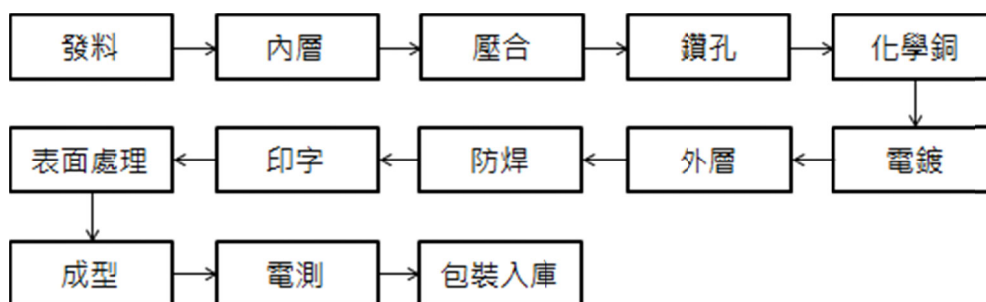 發料 內層 壓合 鑽孔 化學銅
表面處理 印字 防焊 外層 電鍍
成型 電測 包裝入庫